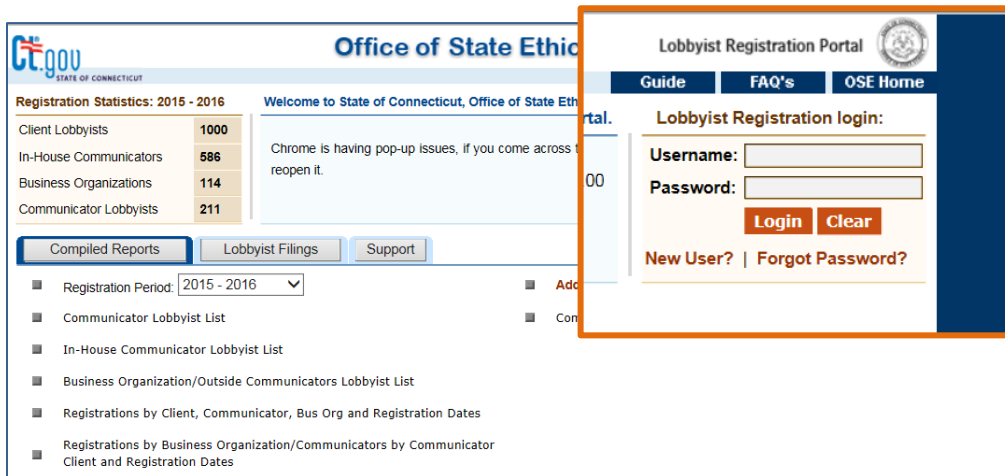 Ct.gov
STATE OF CONNECTICUT
Office of State Ethic
Registration Statistics: 2015 - 2016
Client Lobbyists 1000
In-House Communicators 586
Business Organizations 114
Communicator Lobbyists 211
Welcome to State of Connecticut, Office of State Eth
Chrome is having pop-up issues, if you come across
reopen it.
Compiled Reports Lobbyist Filings Support
Registration Period: 2015 - 2016
Communicator Lobbyist List
In-House Communicator Lobbyist List
Business Organization/Outside Communicators Lobbyist List
Registrations by Client, Communicator, Bus Org and Registration Dates
Registrations by Business Organization/Communicators by Communicator
Client and Registration Dates
Add
Com
Lobbyist Registration Portal
Guide FAQ's OSE Home
rtal.
00
Lobbyist Registration login:
Username:
Password:
Login Clear
New User? | Forgot Password?